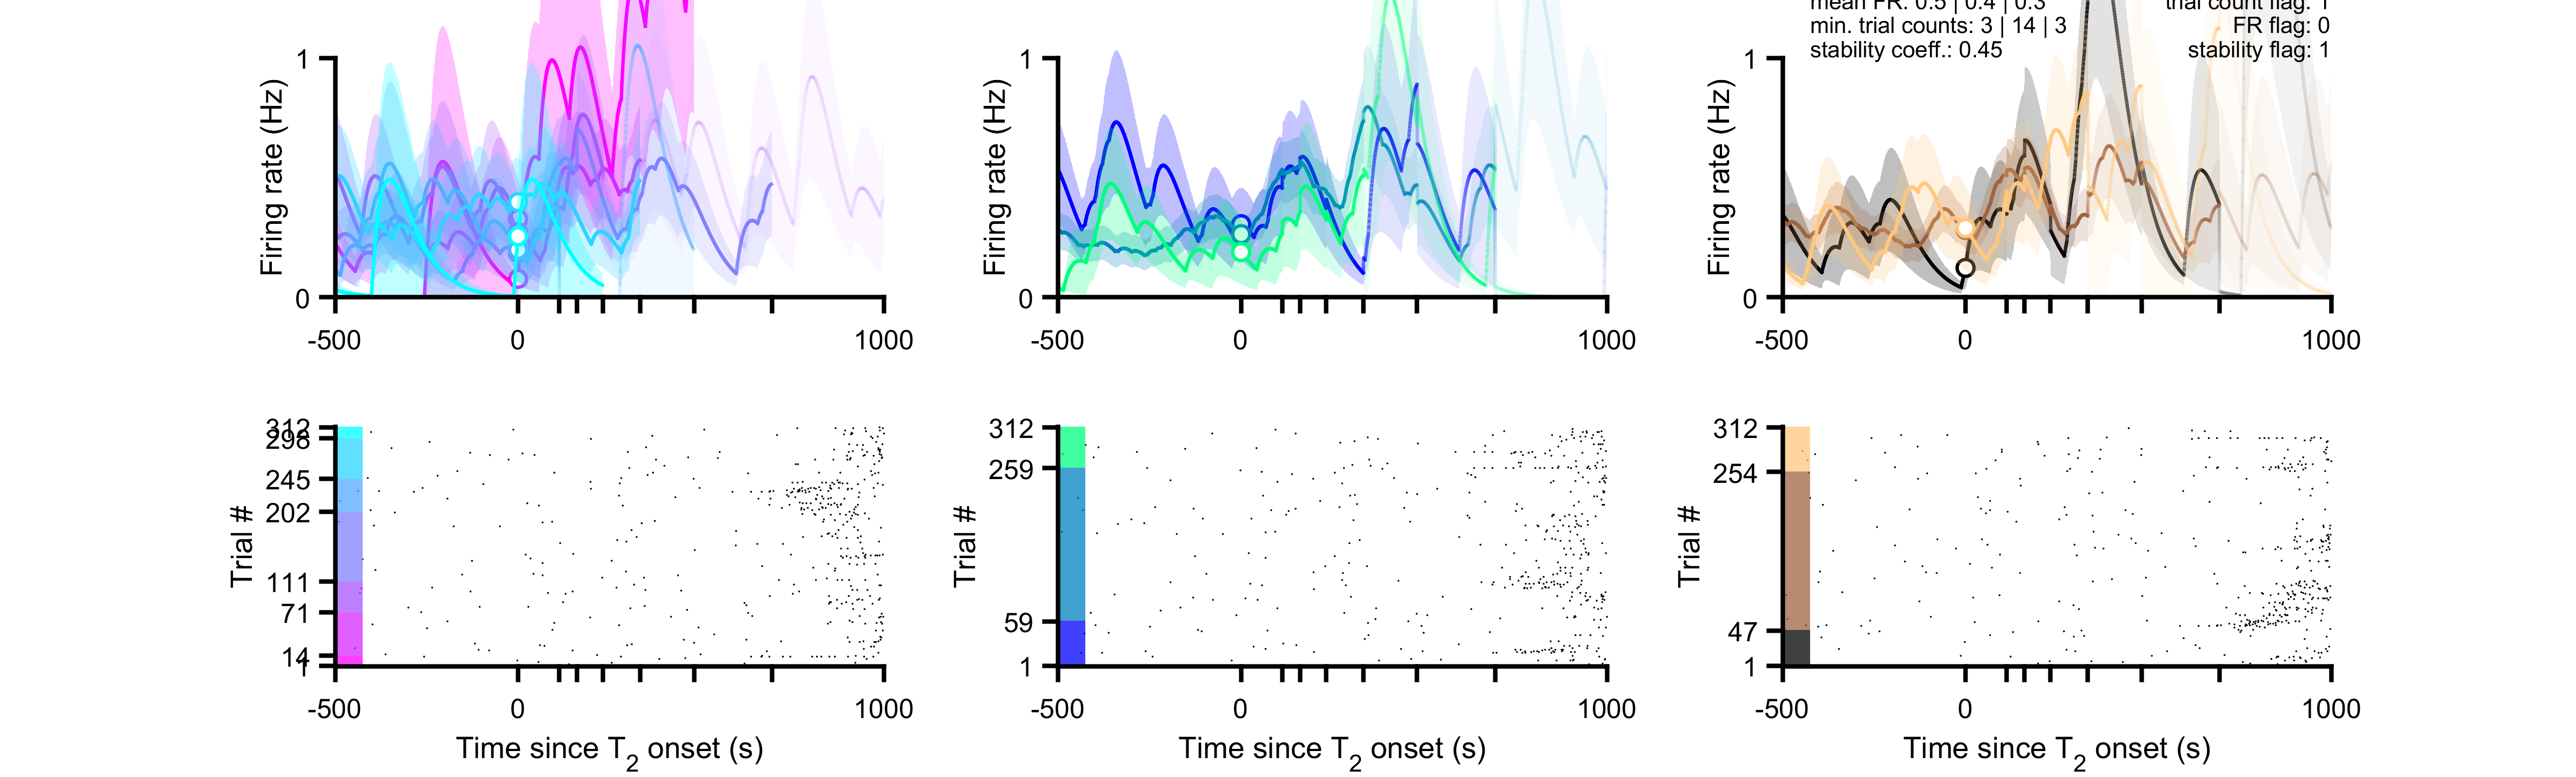 mean FR: 0.5 | 0.4 | 0.3
trial count flag: 1
min. trial counts: 3 | 14 | 3
FR flag: 0
stability coeff.: 0.45
stability flag: 1
Firing rate (Hz)
1
0
-500
0
1000
Firing rate (Hz)
1
0
-500
0
1000
Firing rate (Hz)
1
0
-500
0
1000
Trial #
312
298
245
202
111
71
14
1
-500
0
1000
Time since T2 onset (s)
Trial #
312
259
59
1
-500
0
1000
Time since T2 onset (s)
Trial #
312
254
47
1
-500
0
1000
Time since T2 onset (s)